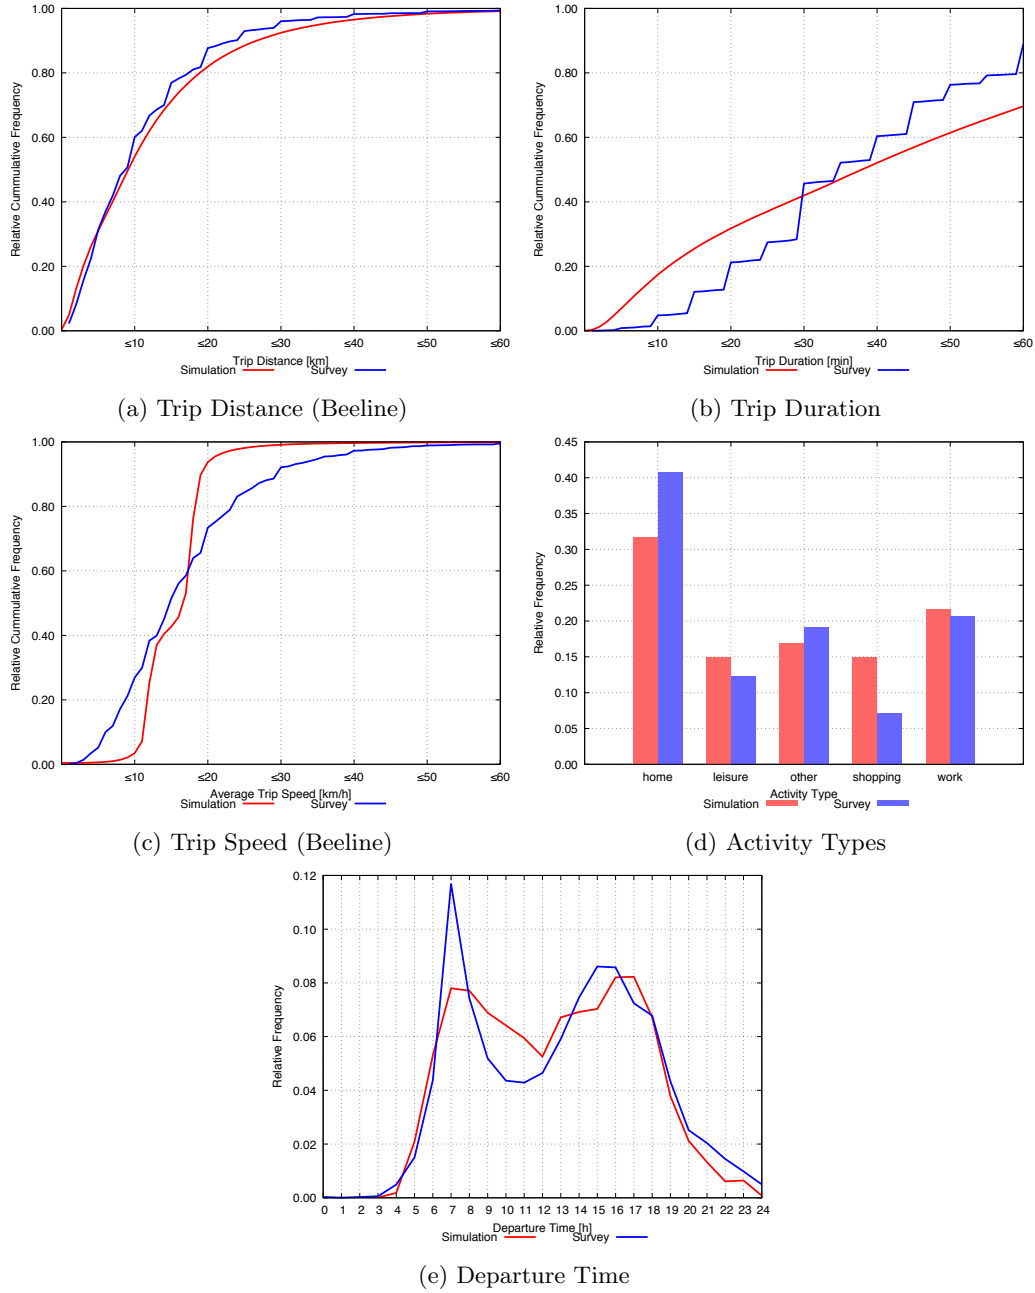 1.00
0.80
0.60
0.40
0.20
0.00
Relative Cummulative Frequency
≤10 ≤20 ≤30 ≤40 ≤50 ≤60
Trip Distance [km]
Simulation Survey
(a) Trip Distance (Beeline)
1.00
0.80
0.60
0.40
0.20
0.00
Relative Cummulative Frequency
≤10 ≤20 ≤30 ≤40 ≤50 ≤60
Trip Duration [min]
Simulation Survey
(b) Trip Duration
1.00
0.80
0.60
0.40
0.20
0.00
Relative Cummulative Frequency
≤10 ≤20 ≤30 ≤40 ≤50 ≤60
Average Trip Speed [km/h]
Simulation Survey
(c) Trip Speed (Beeline)
0.45
0.40
0.35
0.30
0.25
0.20
0.15
0.10
0.05
0.00
Relative Frequency
home leisure other shopping work
Activity Type
Simulation Survey
(d) Activity Types
0.12
0.10
0.08
0.06
0.04
0.02
0.00
Relative Frequency
0 1 2 3 4 5 6 7 8 9 10 11 12 13 14 15 16 17 18 19 20 21 22 23 24
Departure Time [h]
Simulation Survey
(e) Departure Time